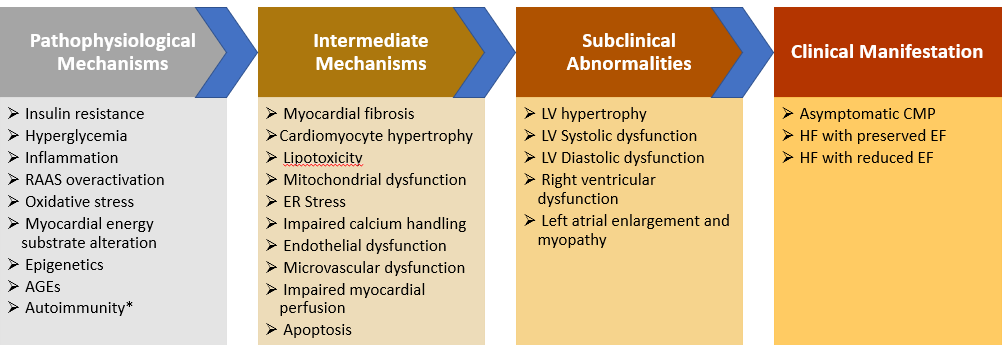 Pathophysiological
Mechanisms
➢ Insulin resistance
➢ Hyperglycemia
➢ Inflammation
➢ RAAS overactivation
➢ Oxidative stress
➢ Myocardial energy
substrate alteration
➢ Epigenetics
➢ AGEs
➢ Autoimmunity*
Intermediate
Mechanisms
➢ Myocardial fibrosis
➢Cardiomyocyte hypertrophy
➢ Lipotoxicity
➢ Mitochondrial dysfunction
➢ ER Stress
➢ Impaired calcium handling
➢ Endothelial dysfunction
➢ Microvascular dysfunction
➢ Impaired myocardial
perfusion
➢ Apoptosis
Subclinical
Abnormalities
➢ LV hypertrophy
➢ LV Systolic dysfunction
➢ LV Diastolic dysfunction
➢ Right ventricular
dysfunction
➢ Left atrial enlargement and
myopathy
Clinical Manifestation
➢ Asymptomatic CMP
➢ HF with preserved EF
➢ HF with reduced EF